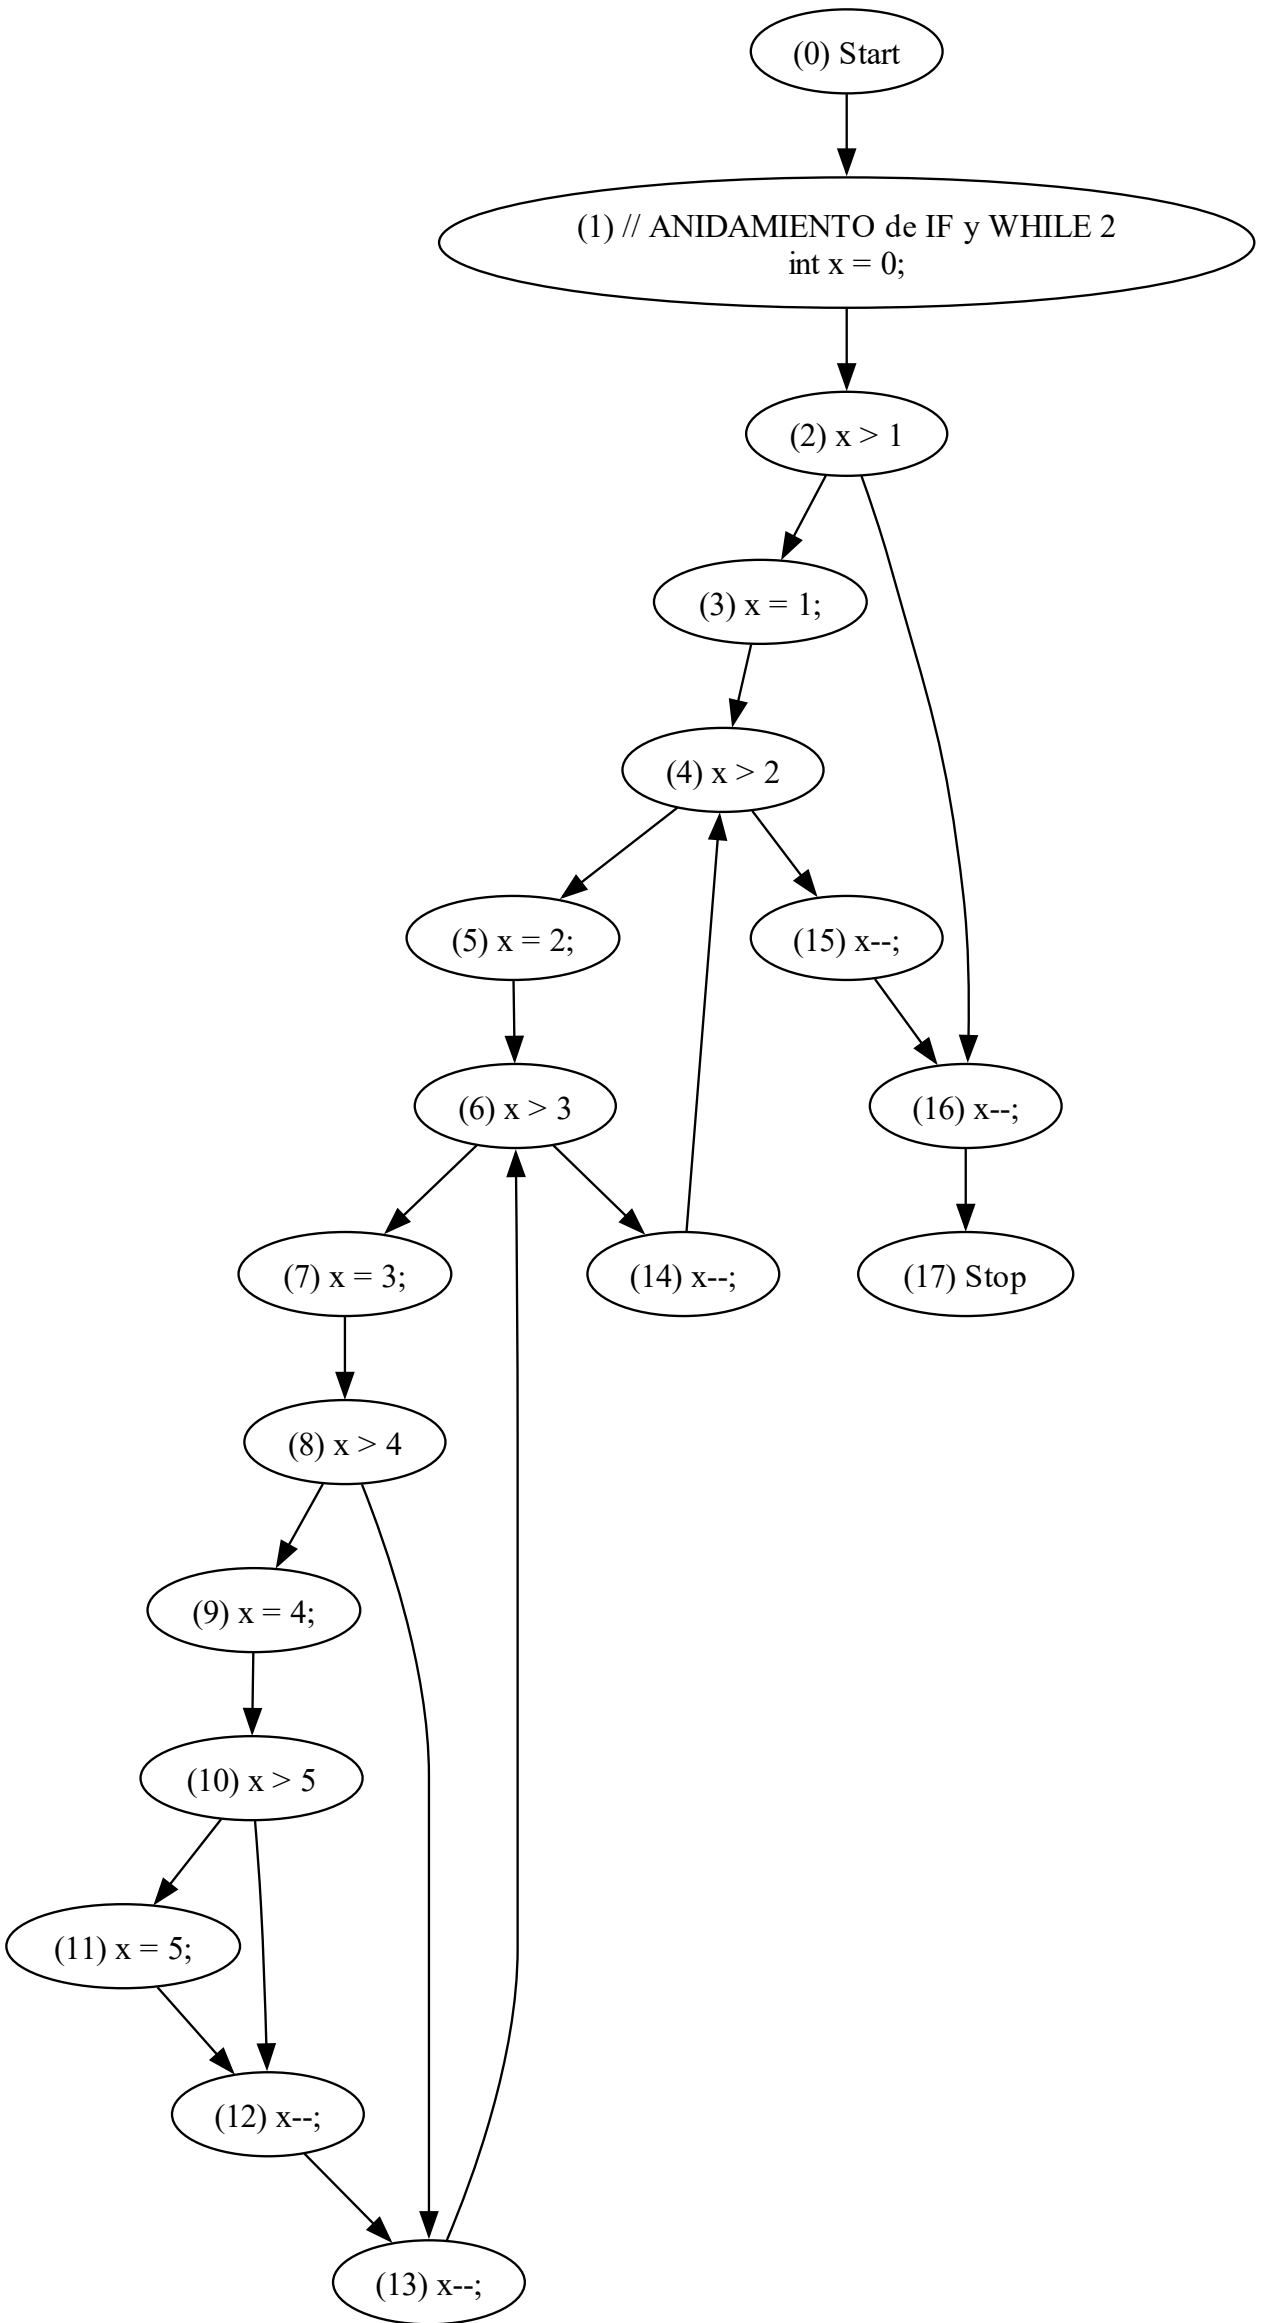 (0) Start
(1) // ANIDAMIENTO de IF y WHILE 2
int x = 0;
(2) x > 1
(3) x = 1;
(4) x > 2
(5) x = 2;
(15) x--;
(6) x > 3
(16) x--;
(7) x = 3;
(14) x--;
(17) Stop
(8) x > 4
(9) x = 4;
(10) x > 5
(11) x = 5;
(12) x--;
(13) x--;